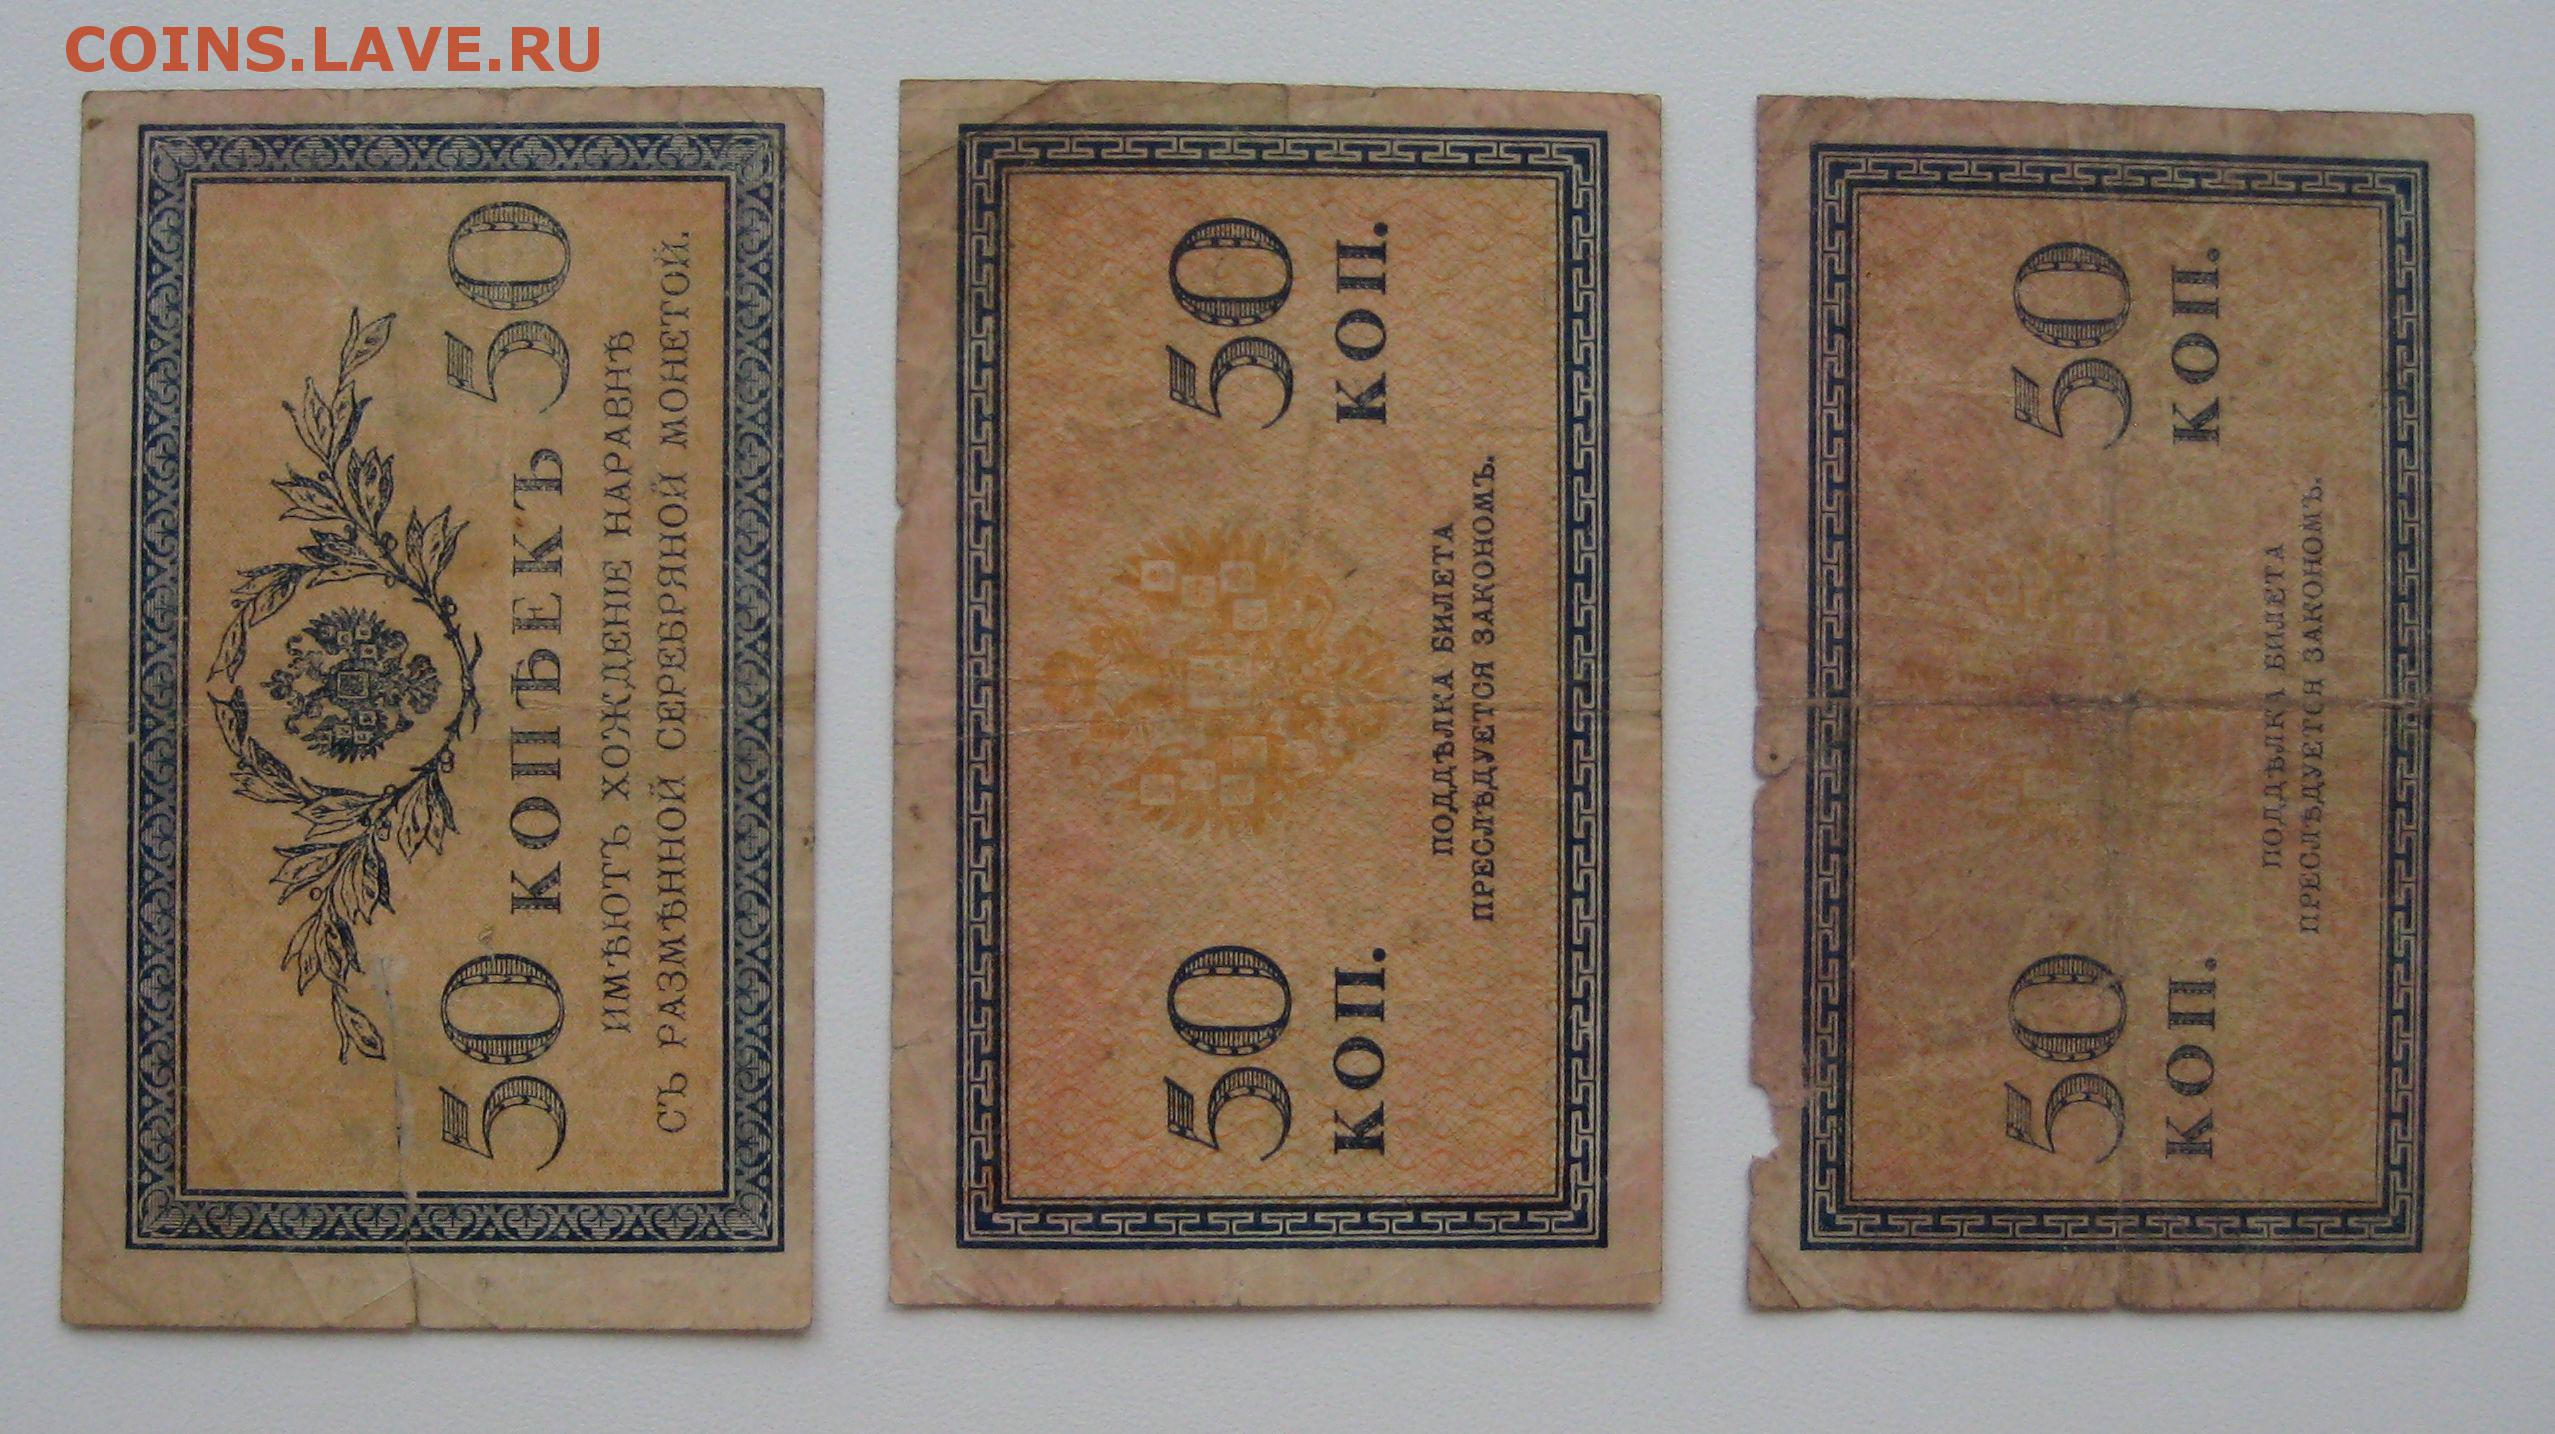 COINS.LAVE.RU
50 КОПѢЕКЪ 50
ИМѢЮТЪ ХОЖДЕНІЕ НАРАВНѢ
СЪ РАЗМѢННОЙ СЕРЕБРЯНОЙ МОНЕТОЙ.
50 50
КОП. КОП.
ПОДДѢЛКА БИЛЕТА
ПРЕСЛѢДУЕТСЯ ЗАКОНОМЪ.
50 50
КОП. КОП.
ПОДДѢЛКА БИЛЕТА
ПРЕСЛѢДУЕТСЯ ЗАКОНОМЪ.